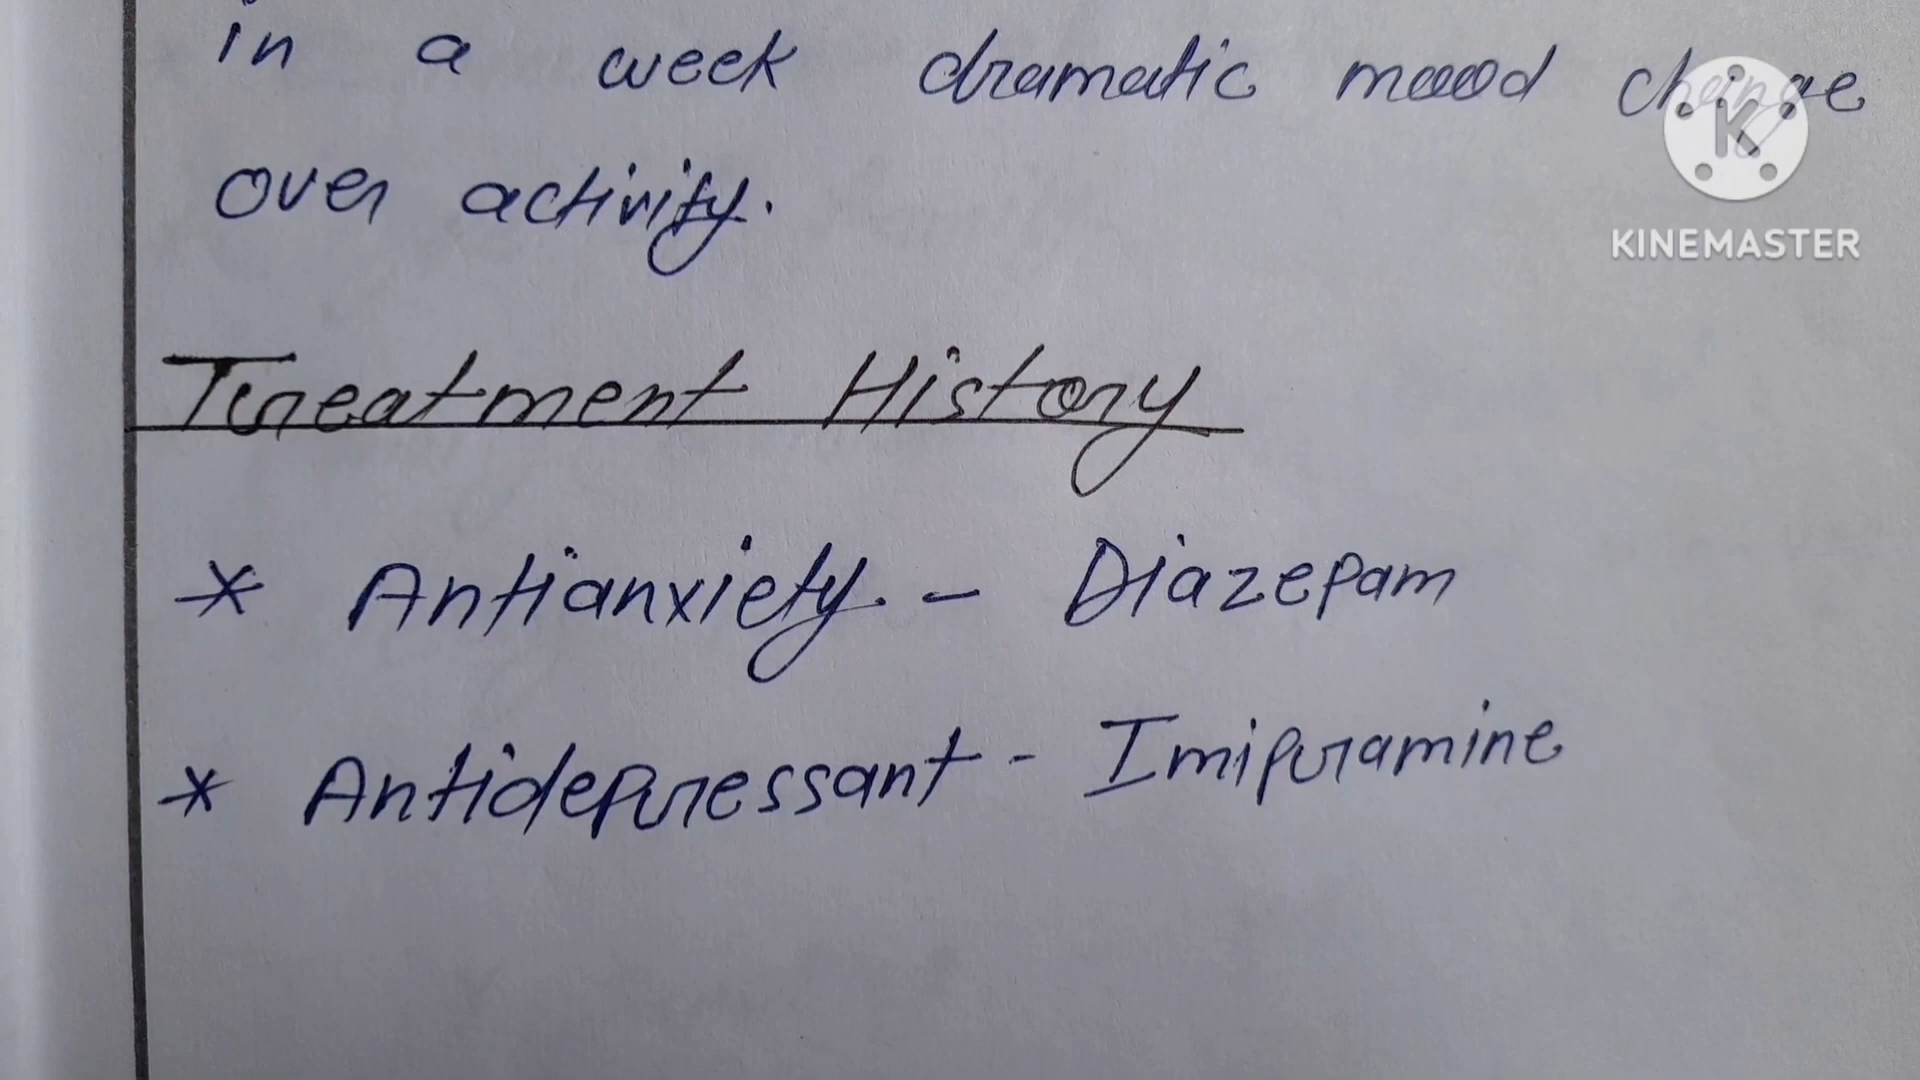 in a week dramatic mood change
over activity.
KINEMASTER
Treatment History
* Antianxiety. - Diazepam
* Antidepressant - Imipramine